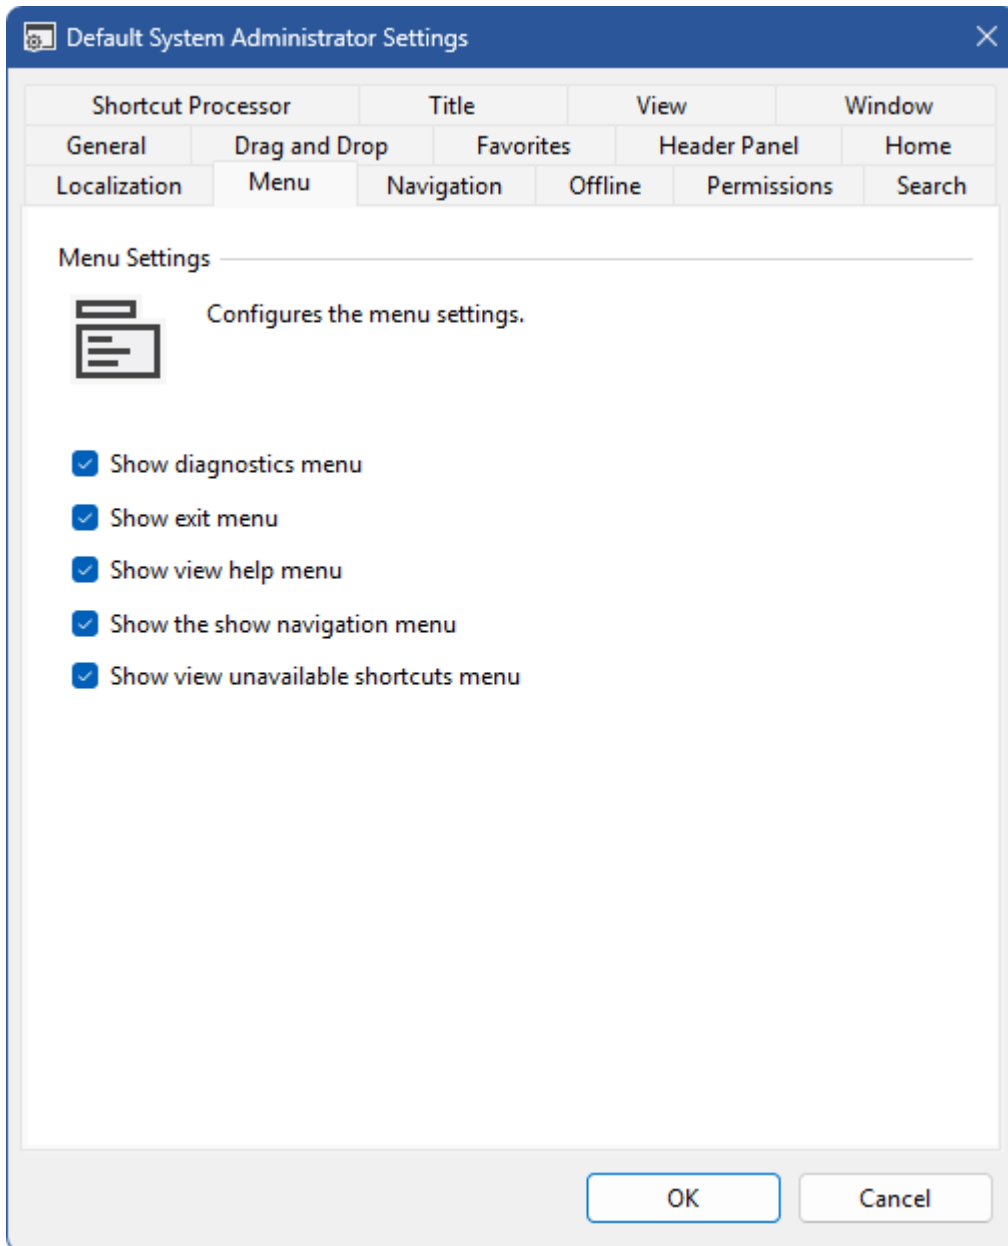 Default System Administrator Settings
Shortcut Processor Title View Window
General Drag and Drop Favorites Header Panel Home
Localization Menu Navigation Offline Permissions Search
Menu Settings
Configures the menu settings.
Show diagnostics menu
Show exit menu
Show view help menu
Show the show navigation menu
Show view unavailable shortcuts menu
OK Cancel